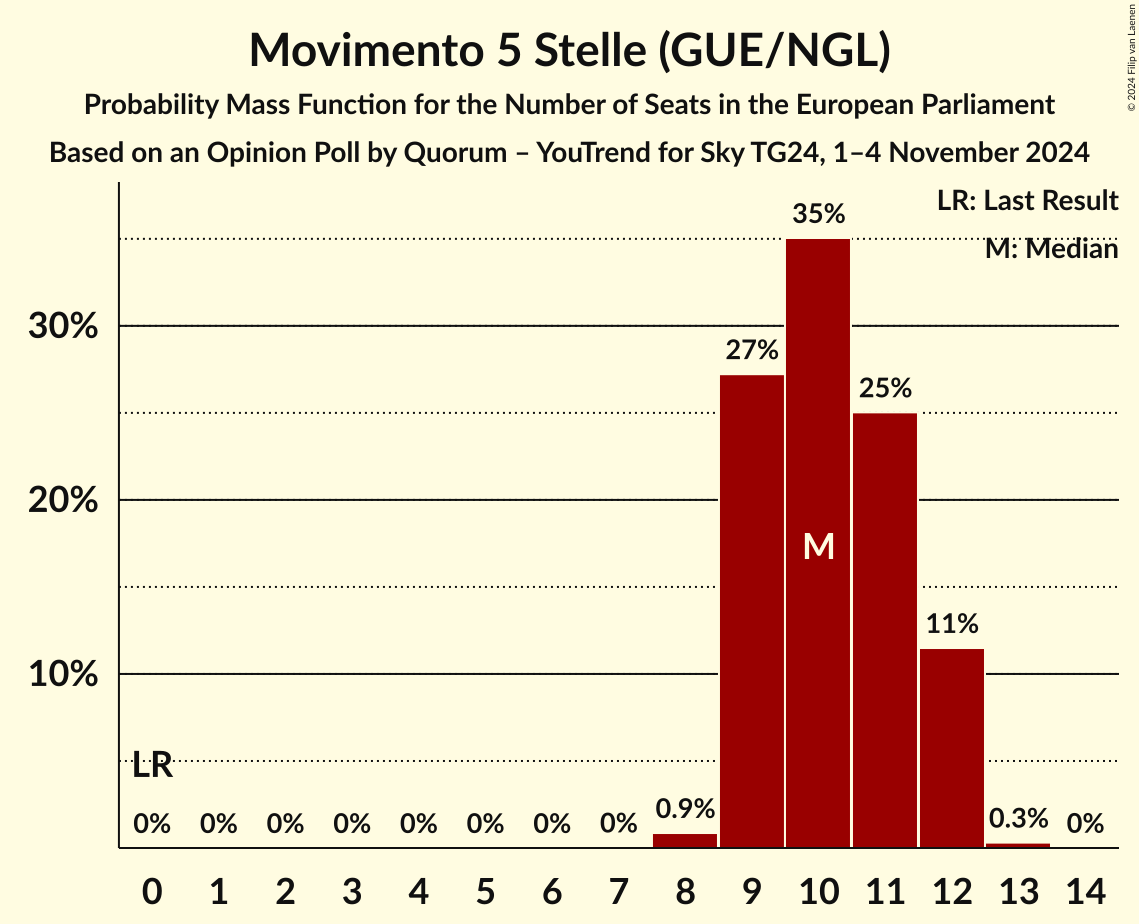 Movimento 5 Stelle (GUE/NGL)
Probability Mass Function for the Number of Seats in the European Parliament
Based on an Opinion Poll by Quorum – YouTrend for Sky TG24, 1–4 November 2024
© 2024 Filip van Laenen
LR: Last Result
M: Median
35%
30%
27%
25%
20%
M
11%
10%
LR
0% 0% 0% 0% 0% 0% 0% 0% 0.9% 0.3% 0%
0 1 2 3 4 5 6 7 8 9 10 11 12 13 14